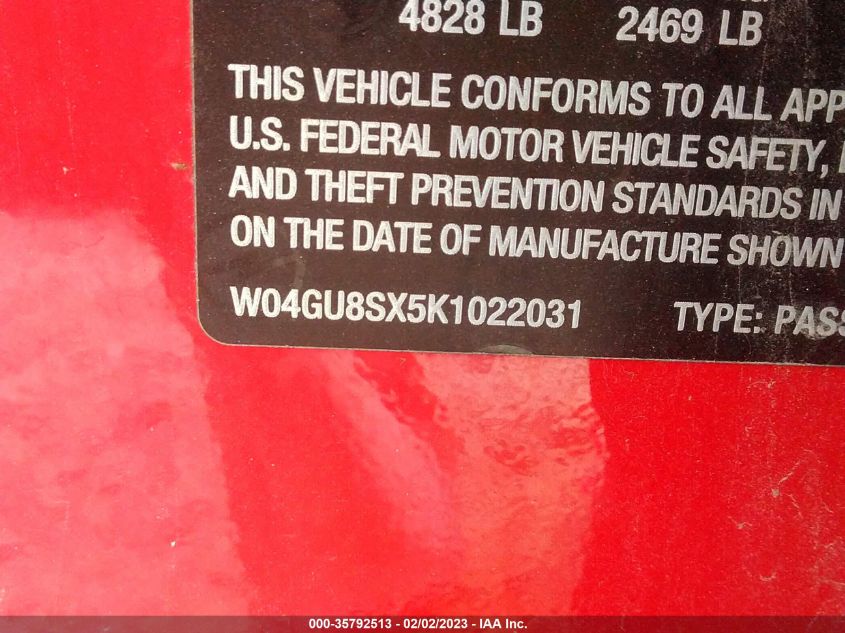 4828 LB 2469 LB
THIS VEHICLE CONFORMS TO ALL APP
U.S. FEDERAL MOTOR VEHICLE SAFETY,
AND THEFT PREVENTION STANDARDS IN
ON THE DATE OF MANUFACTURE SHOWN
W04GU8SX5K1022031 TYPE: PASS
000-35792513 - 02/02/2023 - IAA Inc.